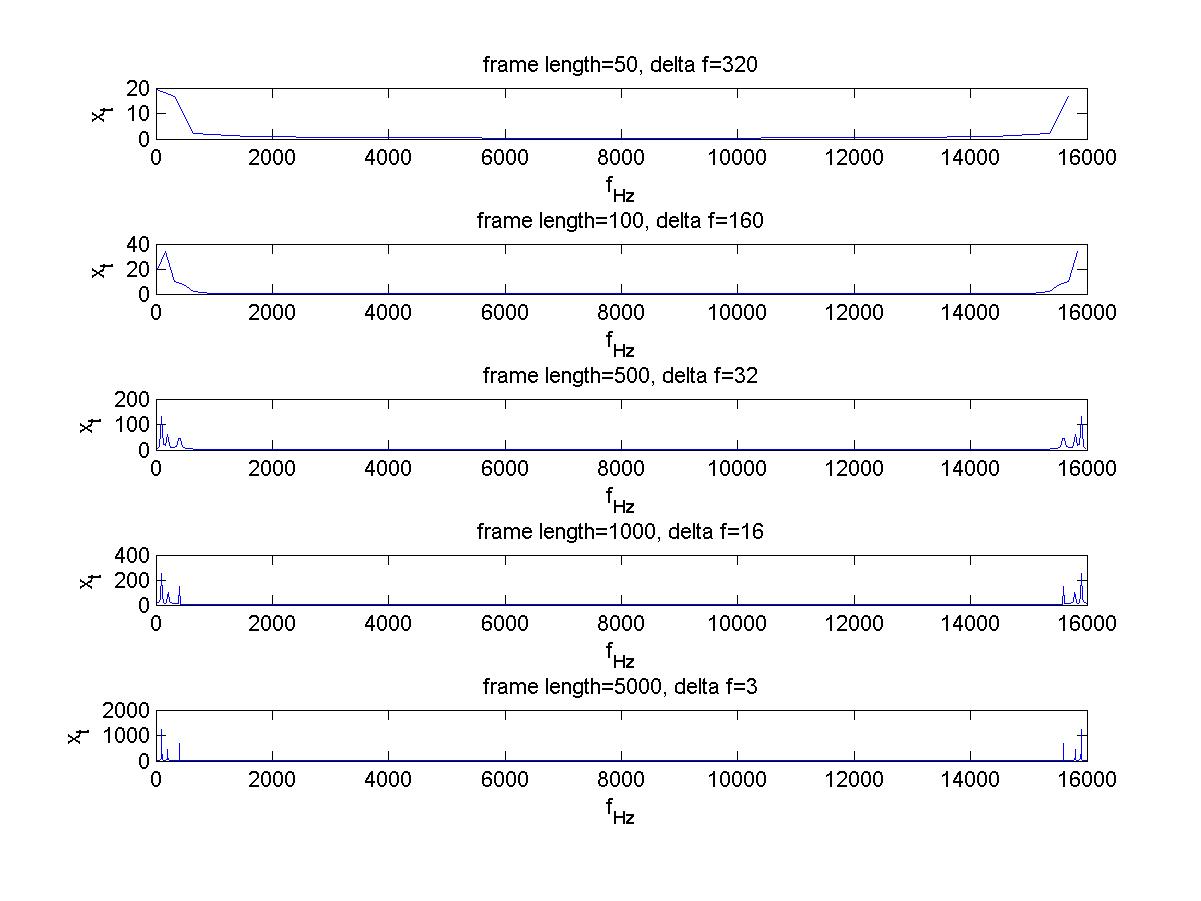 frame length=50, delta f=320
20
10
0
x_t
0 2000 4000 6000 8000 10000 12000 14000 16000
f_Hz
frame length=100, delta f=160
40
20
0
x_t
0 2000 4000 6000 8000 10000 12000 14000 16000
f_Hz
frame length=500, delta f=32
200
100
0
x_t
0 2000 4000 6000 8000 10000 12000 14000 16000
f_Hz
frame length=1000, delta f=16
400
200
0
x_t
0 2000 4000 6000 8000 10000 12000 14000 16000
f_Hz
frame length=5000, delta f=3
2000
1000
0
x_t
0 2000 4000 6000 8000 10000 12000 14000 16000
f_Hz